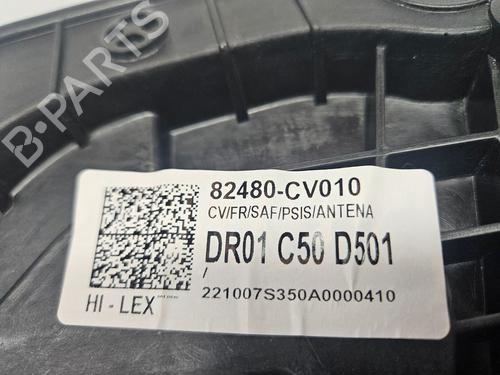 B-PARTS
82480-CV010
CV/FR/SAF/PSIS/ANTENA
DR01 C50 D501
/
221007S350A0000410
HI - LEX